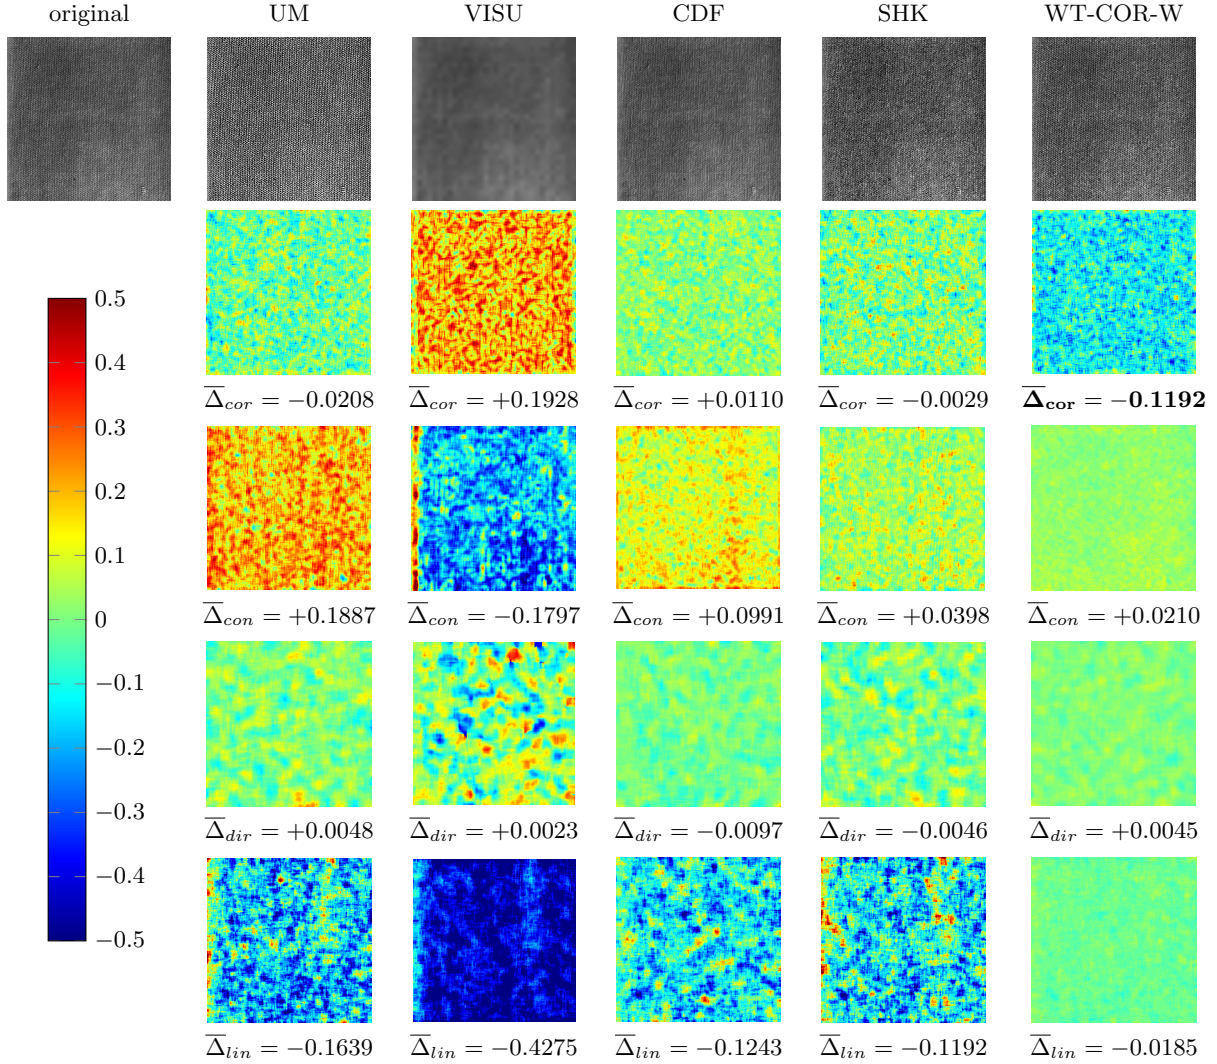 original UM VISU CDF SHK WT-COR-W
0.5
0.4
0.3
0.2
0.1
0
−0.1
−0.2
−0.3
−0.4
−0.5
Δ̅cor = −0.0208 Δ̅cor = +0.1928 Δ̅cor = +0.0110 Δ̅cor = −0.0029 Δ̅cor = −0.1192
Δ̅con = +0.1887 Δ̅con = −0.1797 Δ̅con = +0.0991 Δ̅con = +0.0398 Δ̅con = +0.0210
Δ̅dir = +0.0048 Δ̅dir = +0.0023 Δ̅dir = −0.0097 Δ̅dir = −0.0046 Δ̅dir = +0.0045
Δ̅lin = −0.1639 Δ̅lin = −0.4275 Δ̅lin = −0.1243 Δ̅lin = −0.1192 Δ̅lin = −0.0185